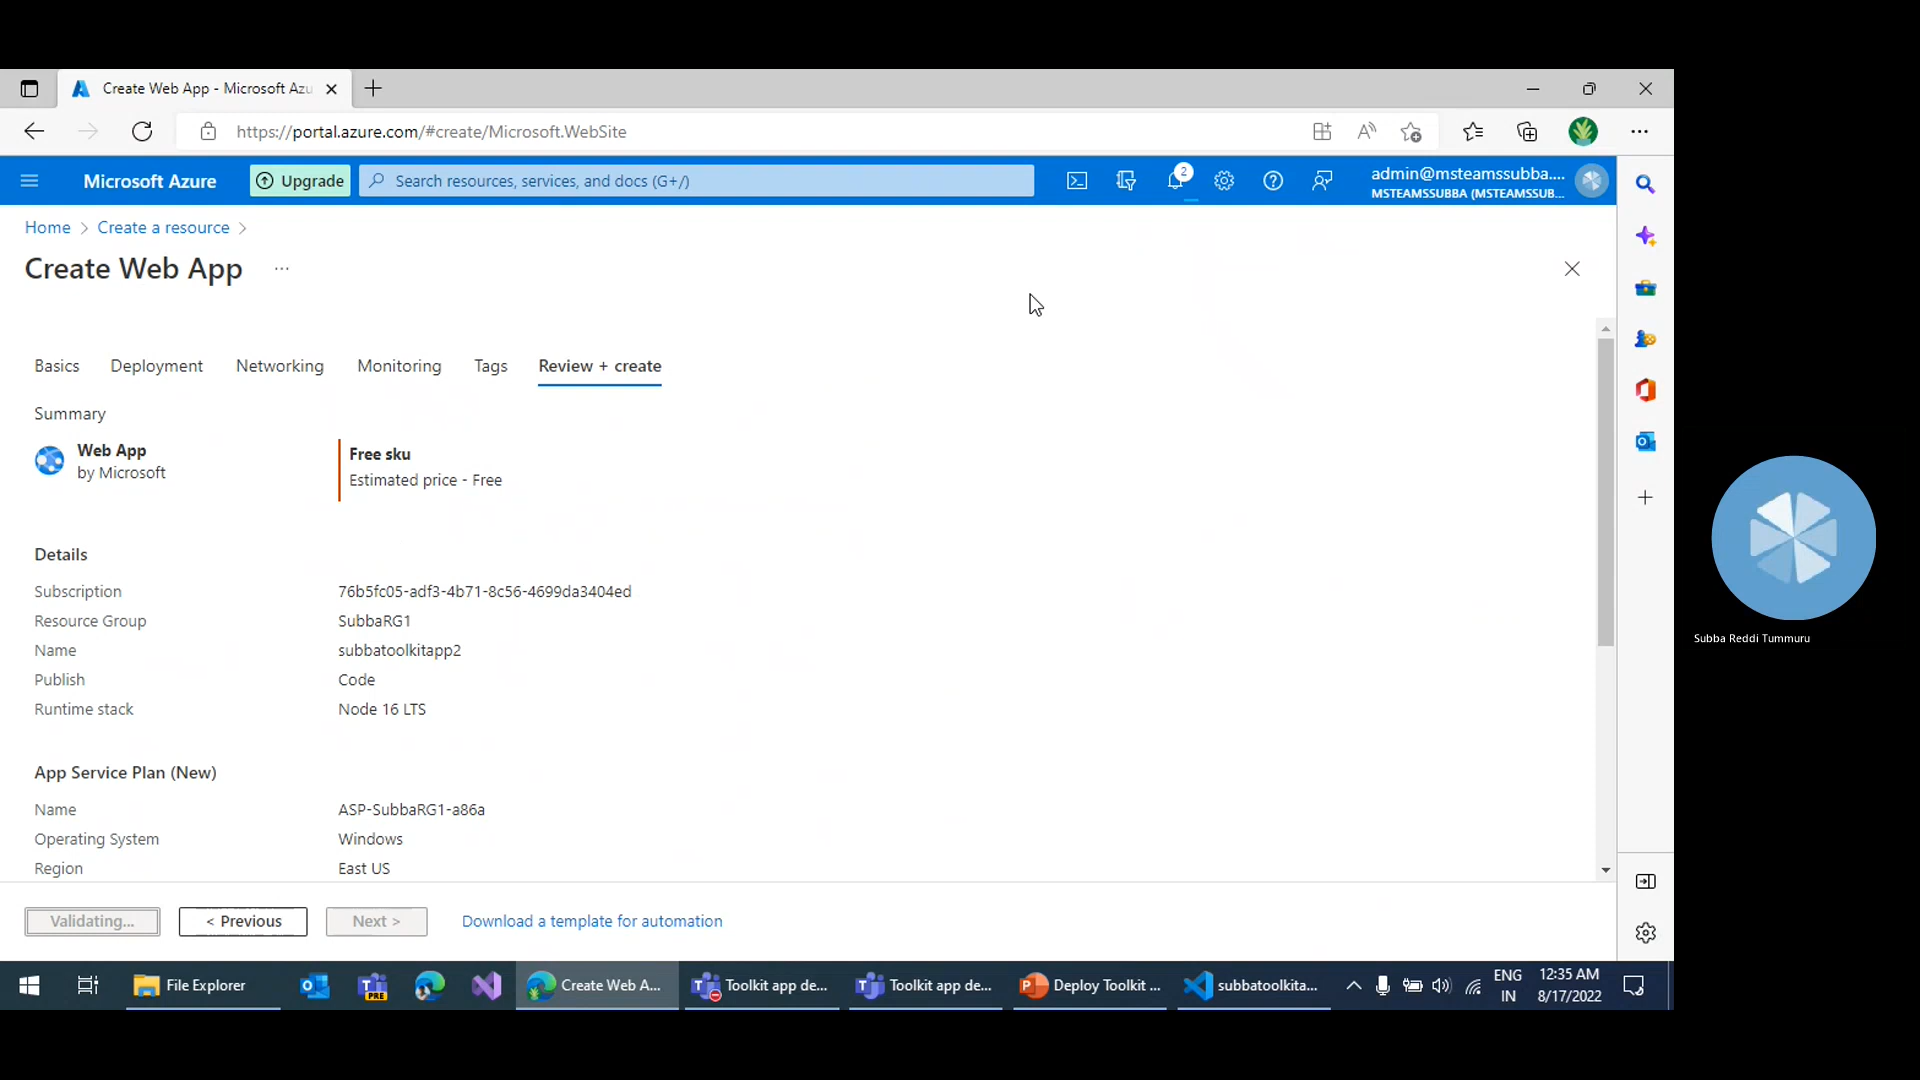 Create Web App - Microsoft Azu
https://portal.azure.com/#create/Microsoft.WebSite
Microsoft Azure
Upgrade
Search resources, services, and docs (G+/)
2
admin@msteamssubba....
MSTEAMSSUBBA (MSTEAMSSUB...
Home > Create a resource >
Create Web App ...
Basics Deployment Networking Monitoring Tags Review + create
Summary
Web App
by Microsoft
Free sku
Estimated price - Free
Details
Subscription 76b5fc05-adf3-4b71-8c56-4699da3404ed
Resource Group SubbaRG1
Name subbatoolkitapp2
Publish Code
Runtime stack Node 16 LTS
App Service Plan (New)
Name ASP-SubbaRG1-a86a
Operating System Windows
Region East US
Validating... < Previous Next > Download a template for automation
Subba Reddi Tummuru
File Explorer
PRE
Create Web A...
Toolkit app de...
Toolkit app de...
Deploy Toolkit ...
subbatoolkita...
ENG
IN
12:35 AM
8/17/2022